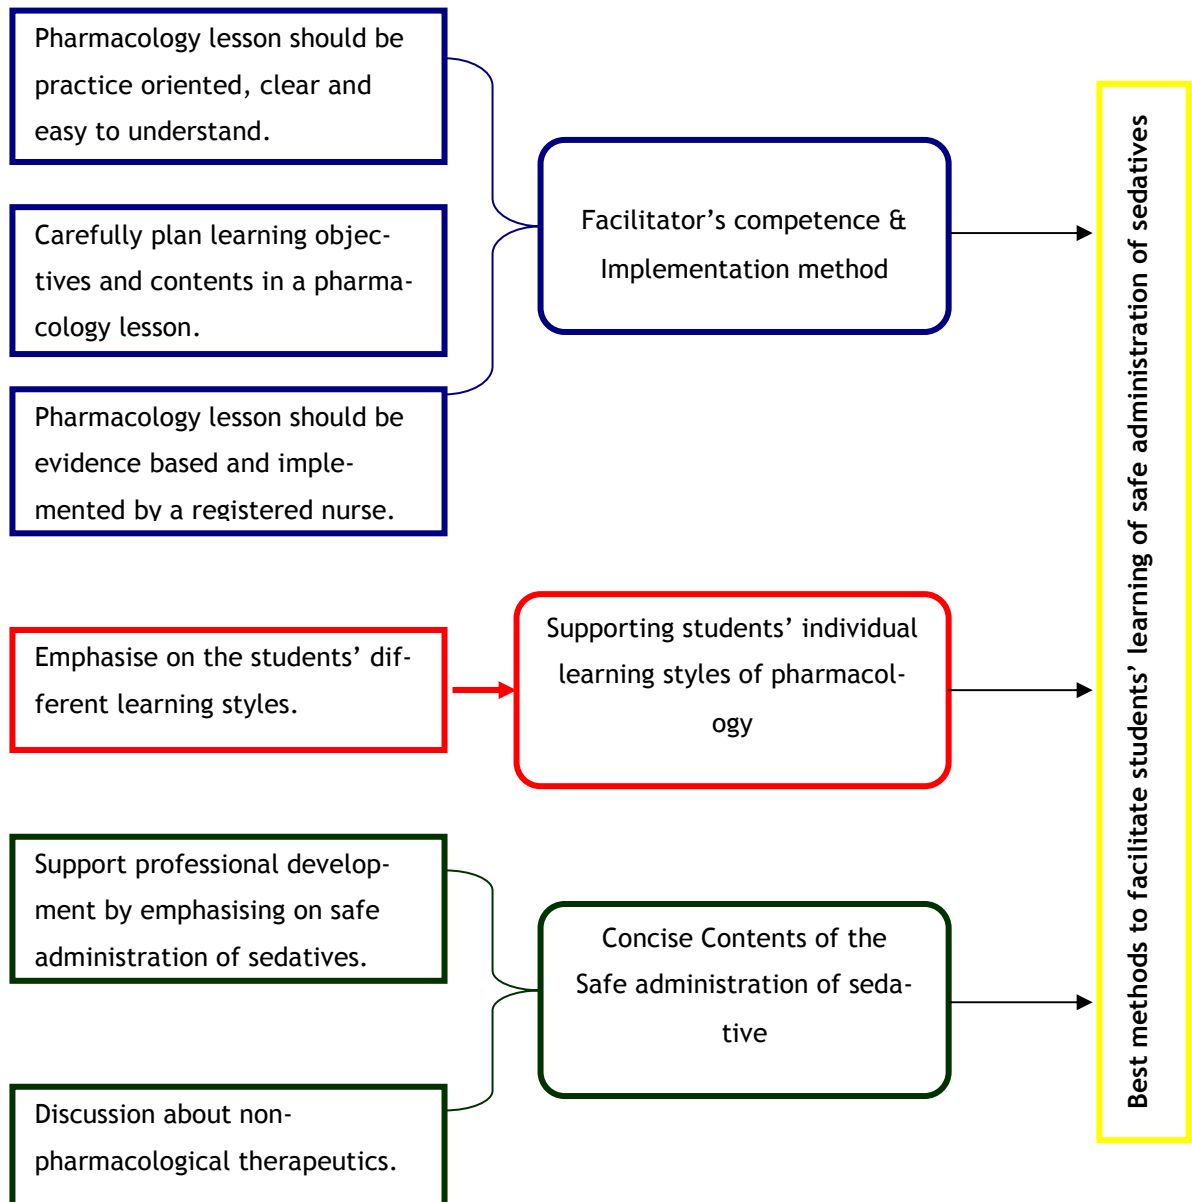 Pharmacology lesson should be
practice oriented, clear and
easy to understand.
Carefully plan learning objec-
tives and contents in a pharma-
cology lesson.
Pharmacology lesson should be
evidence based and imple-
mented by a registered nurse.
Facilitator’s competence &
Implementation method
Emphasise on the students’ dif-
ferent learning styles.
Supporting students’ individual
learning styles of pharmacol-
ogy
Support professional develop-
ment by emphasising on safe
administration of sedatives.
Discussion about non-
pharmacological therapeutics.
Concise Contents of the
Safe administration of seda-
tive
Best methods to facilitate students’ learning of safe administration of sedatives